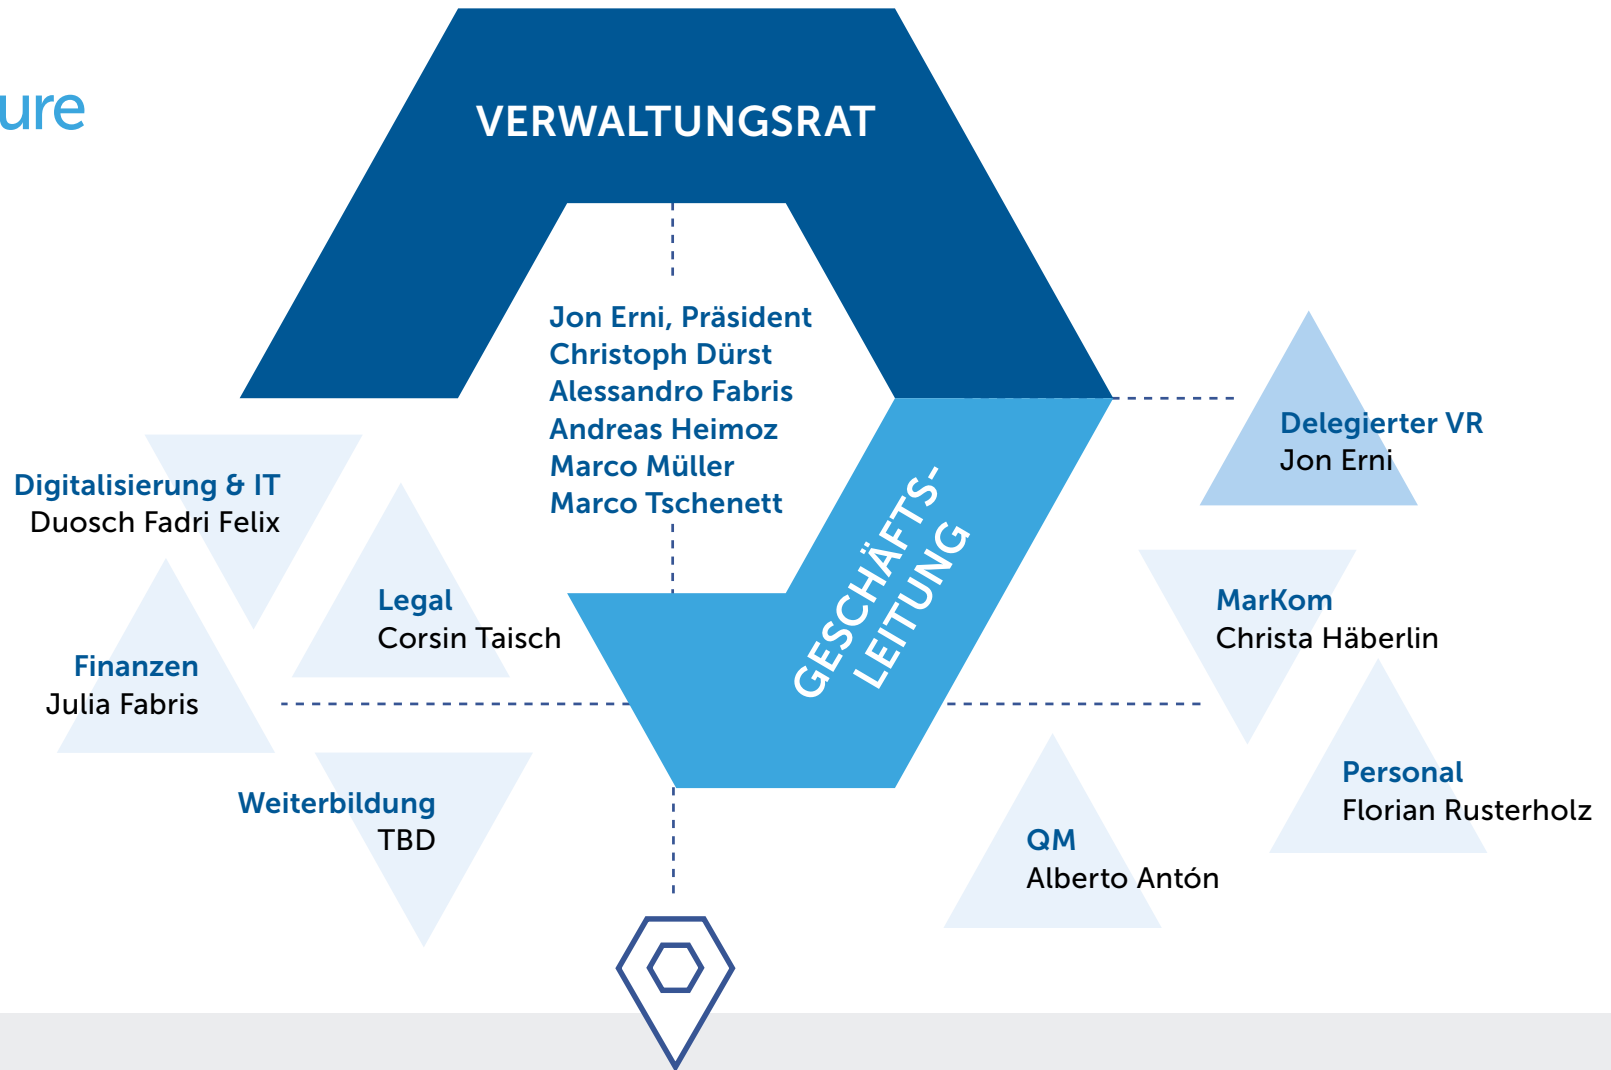 ure
VERWALTUNGSRAT
Jon Erni, Präsident
Christoph Dürst
Alessandro Fabris
Andreas Heimoz
Marco Müller
Marco Tschenett
GESCHÄFTS-
LEITUNG
Delegierter VR
Jon Erni
Digitalisierung & IT
Duosch Fadri Felix
Legal
Corsin Taisch
Finanzen
Julia Fabris
Weiterbildung
TBD
MarKom
Christa Häberlin
Personal
Florian Rusterholz
QM
Alberto Antón